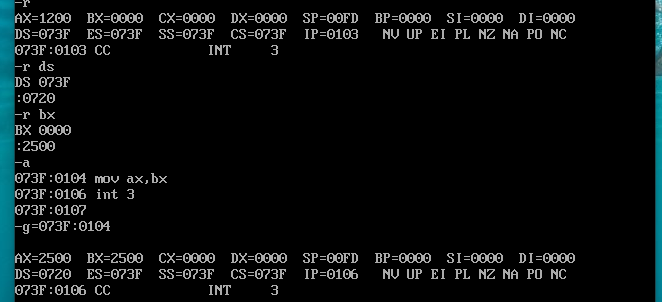 -r
AX=1200 BX=0000 CX=0000 DX=0000 SP=00FD BP=0000 SI=0000 DI=0000
DS=073F ES=073F SS=073F CS=073F IP=0103 NV UP EI PL NZ NA PO NC
073F:0103 CC INT 3
-r ds
DS 073F
:0720
-r bx
BX 0000
:2500
-a
073F:0104 mov ax,bx
073F:0106 int 3
073F:0107
-g=073F:0104
AX=2500 BX=2500 CX=0000 DX=0000 SP=00FD BP=0000 SI=0000 DI=0000
DS=0720 ES=073F SS=073F CS=073F IP=0106 NV UP EI PL NZ NA PO NC
073F:0106 CC INT 3